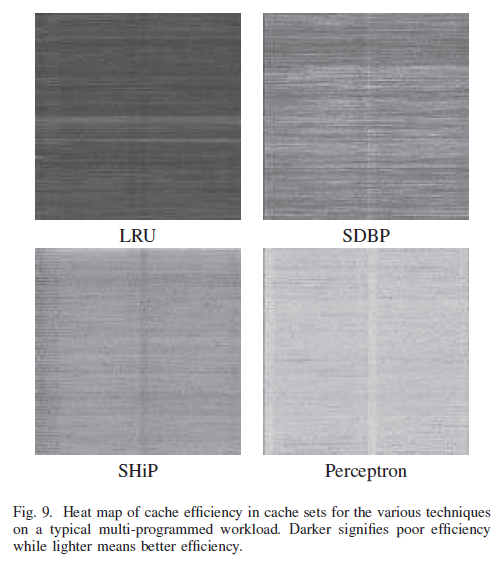 LRU
SDBP
SHiP
Perceptron
Fig. 9. Heat map of cache efficiency in cache sets for the various techniques
on a typical multi-programmed workload. Darker signifies poor efficiency
while lighter means better efficiency.